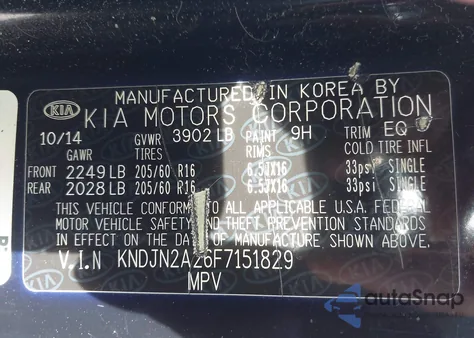 MANUFACTURED IN KOREA BY
KIA KIA MOTORS CORPORATION
10/14 GVWR 3902 LB PAINT 9H TRIM EQ
GAWR TIRES RIMS COLD TIRE INFL
FRONT 2249 LB 205/60 R16 6.5JX16 33psi SINGLE
REAR 2028 LB 205/60 R16 6.5JX16 33psi SINGLE
THIS VEHICLE CONFORMS TO ALL APPLICABLE U.S.A. FEDERAL
MOTOR VEHICLE SAFETY AND THEFT PREVENTION STANDARDS
IN EFFECT ON THE DATE OF MANUFACTURE SHOWN ABOVE.
V.I.N KNDJN2A26F7151829
MPV
autoSnap